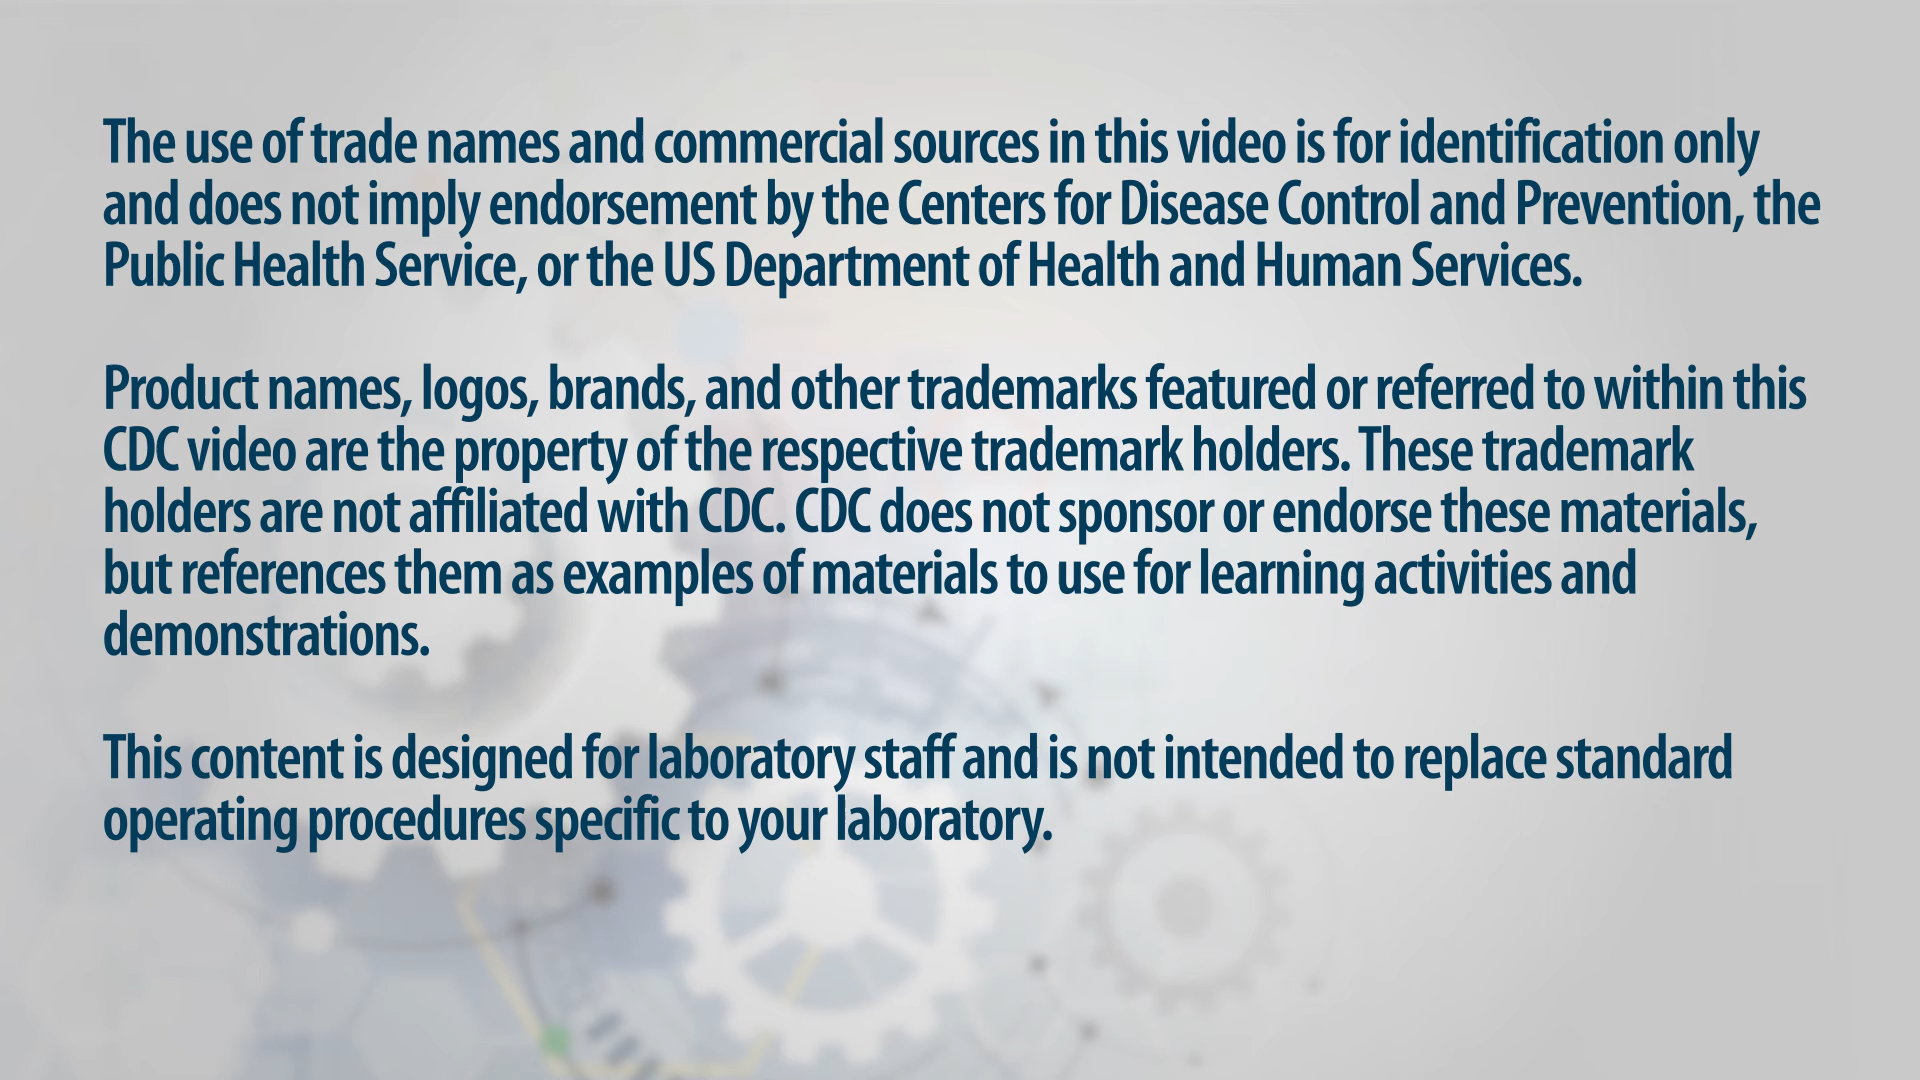 The use of trade names and commercial sources in this video is for identification only
and does not imply endorsement by the Centers for Disease Control and Prevention, the
Public Health Service, or the US Department of Health and Human Services.
Product names, logos, brands, and other trademarks featured or referred to within this
CDC video are the property of the respective trademark holders. These trademark
holders are not affiliated with CDC. CDC does not sponsor or endorse these materials,
but references them as examples of materials to use for learning activities and
demonstrations.
This content is designed for laboratory staff and is not intended to replace standard
operating procedures specific to your laboratory.